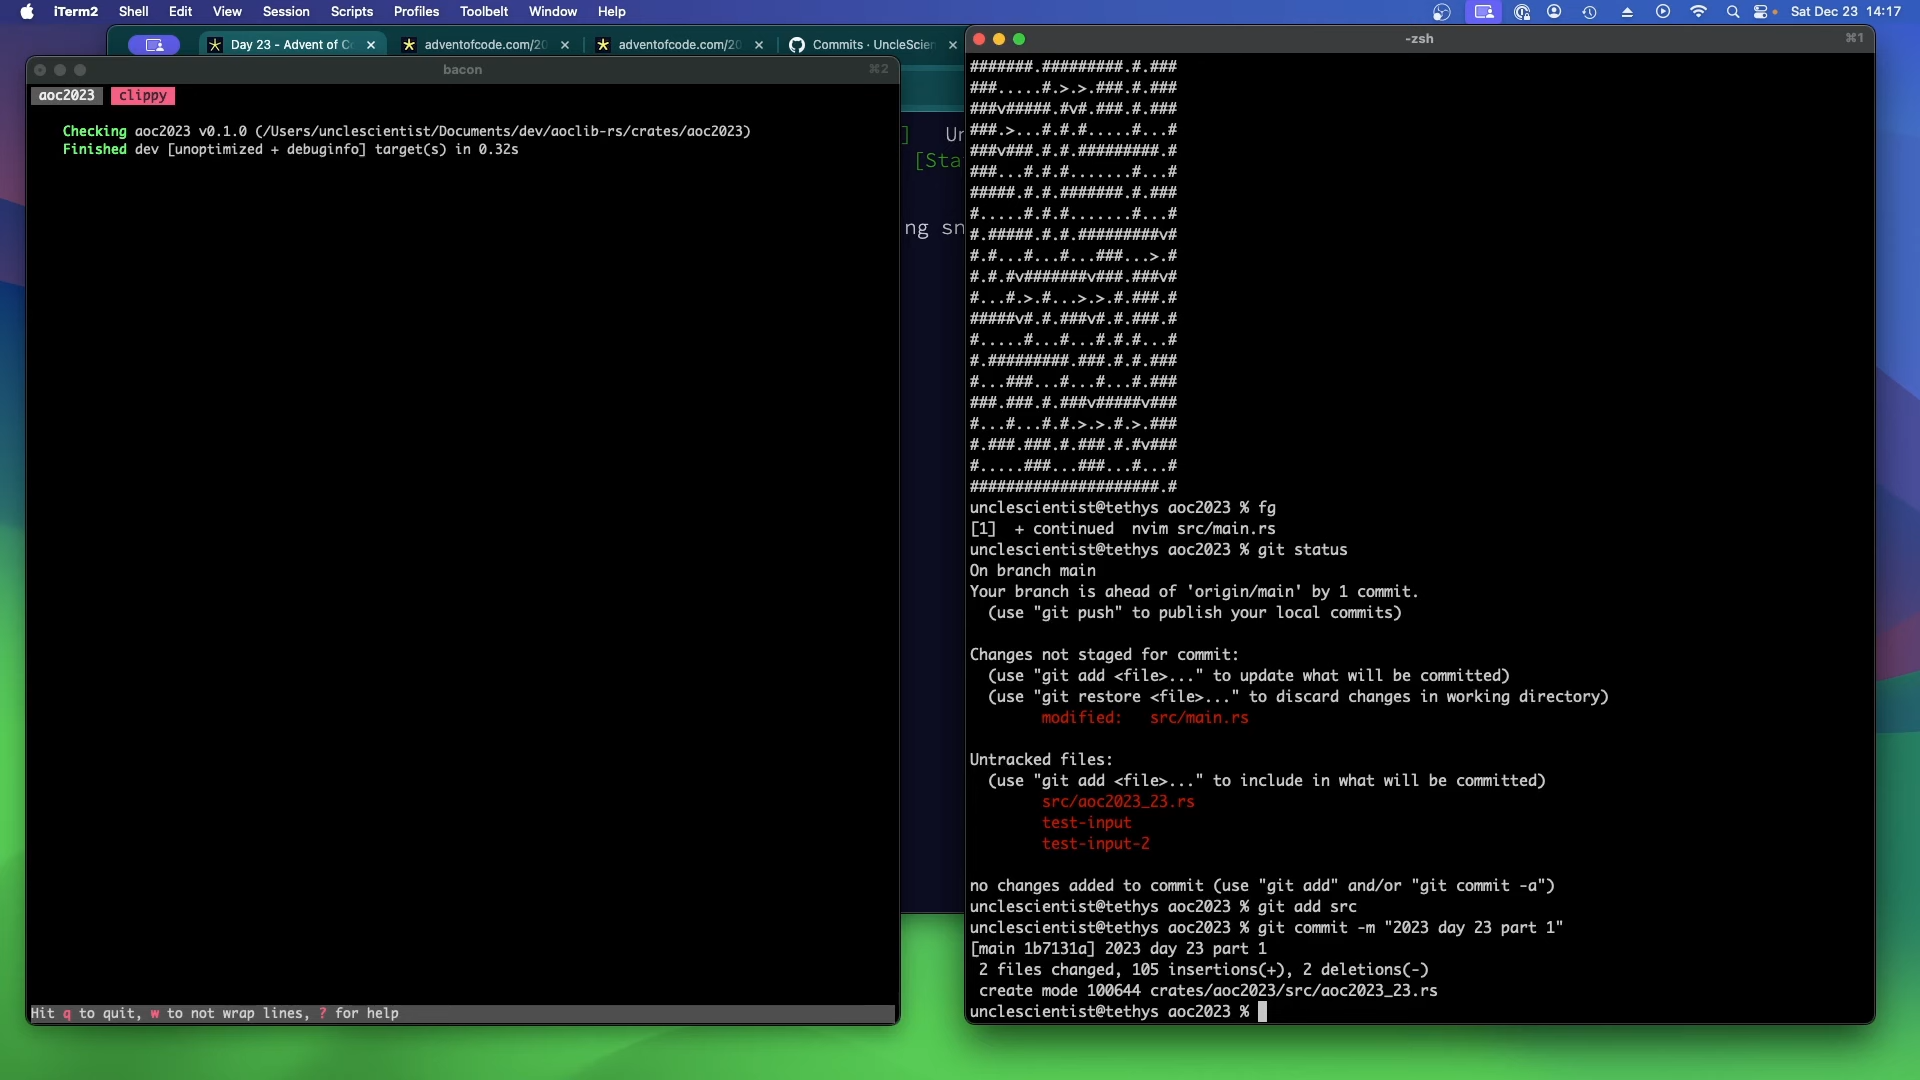 iTerm2 Shell Edit View Session Scripts Profiles Toolbelt Window Help Sat Dec 23 14:17
Day 23 - Advent of C
adventofcode.com/20
adventofcode.com/20
Commits · UncleScien
bacon
⌘2
aoc2023 clippy
Checking aoc2023 v0.1.0 (/Users/unclescientist/Documents/dev/aoclib-rs/crates/aoc2023)
Finished dev [unoptimized + debuginfo] target(s) in 0.32s
Hit q to quit, w to not wrap lines, ? for help
] Un
[Sta
ng sn
-zsh
⌘1
#######.#########.#.###
###.....#.>.>.###.#.###
###v#####.#v#.###.#.###
###.>...#.#.#.....#...#
###v###.#.#.#########.#
###...#.#.#.......#...#
#####.#.#.#######.#.###
#.....#.#.#.......#...#
#.#####.#.#.#########v#
#.#...#...#...###...>.#
#.#.#v#######v###.###v#
#...#.>.#...>.>.#.###.#
#####v#.#.###v#.#.###.#
#.....#...#...#.#.#...#
#.#########.###.#.#.###
#...###...#...#...#.###
###.###.#.###v#####v###
#...#...#.#.>.>.#.>.###
#.###.###.#.###.#.#v###
#.....###...###...#...#
#####################.#
unclescientist@tethys aoc2023 % fg
[1]  + continued  nvim src/main.rs
unclescientist@tethys aoc2023 % git status
On branch main
Your branch is ahead of 'origin/main' by 1 commit.
(use "git push" to publish your local commits)
Changes not staged for commit:
(use "git add <file>..." to update what will be committed)
(use "git restore <file>..." to discard changes in working directory)
modified:   src/main.rs
Untracked files:
(use "git add <file>..." to include in what will be committed)
src/aoc2023_23.rs
test-input
test-input-2
no changes added to commit (use "git add" and/or "git commit -a")
unclescientist@tethys aoc2023 % git add src
unclescientist@tethys aoc2023 % git commit -m "2023 day 23 part 1"
[main 1b7131a] 2023 day 23 part 1
2 files changed, 105 insertions(+), 2 deletions(-)
create mode 100644 crates/aoc2023/src/aoc2023_23.rs
unclescientist@tethys aoc2023 %